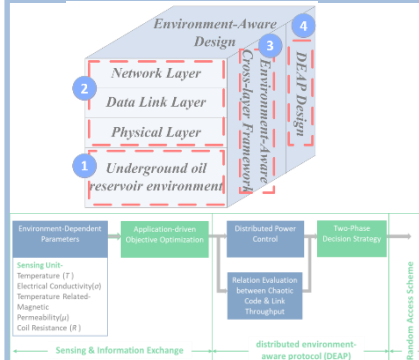 Environment-Aware
Design
4
3
2
1
Network Layer
Data Link Layer
Physical Layer
Underground oil
reservoir environment
Environment-Aware
Cross-layer Framework
DEAP Design
Environment-Dependent
Parameters
Sensing Unit-
Temperature (T )
Electrical Conductivity(σ)
Temperature Related-
Magnetic
Permeability(μ)
Coil Resistance (R )
Application-driven
Objective Optimization
Distributed Power
Control
Relation Evaluation
between Chaotic
Code & Link
Throughput
Two-Phase
Decision Strategy
Random Access Scheme
Sensing & Information Exchange
distributed environment-
aware protocol (DEAP)